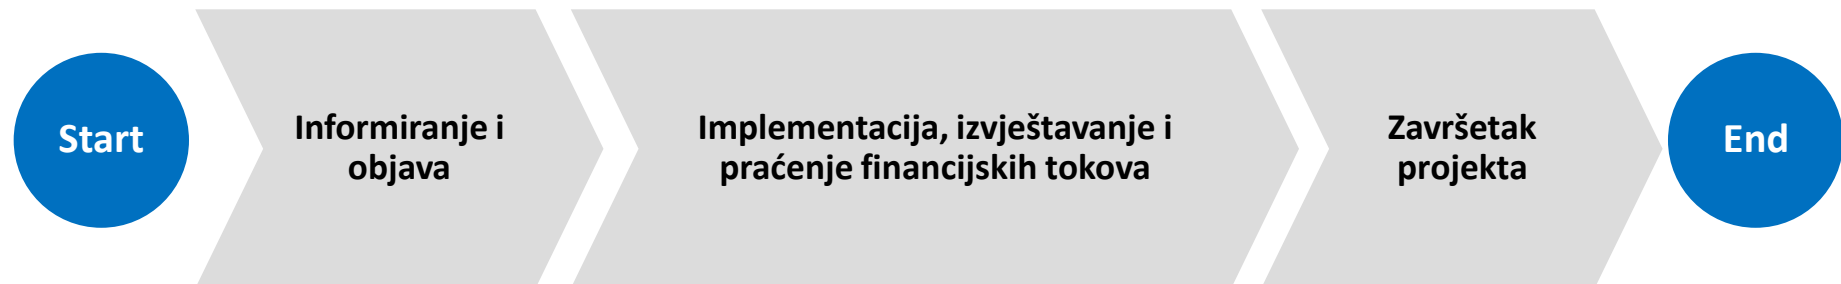 Start
Informiranje i
objava
Implementacija, izvještavanje i
praćenje financijskih tokova
Završetak
projekta
End